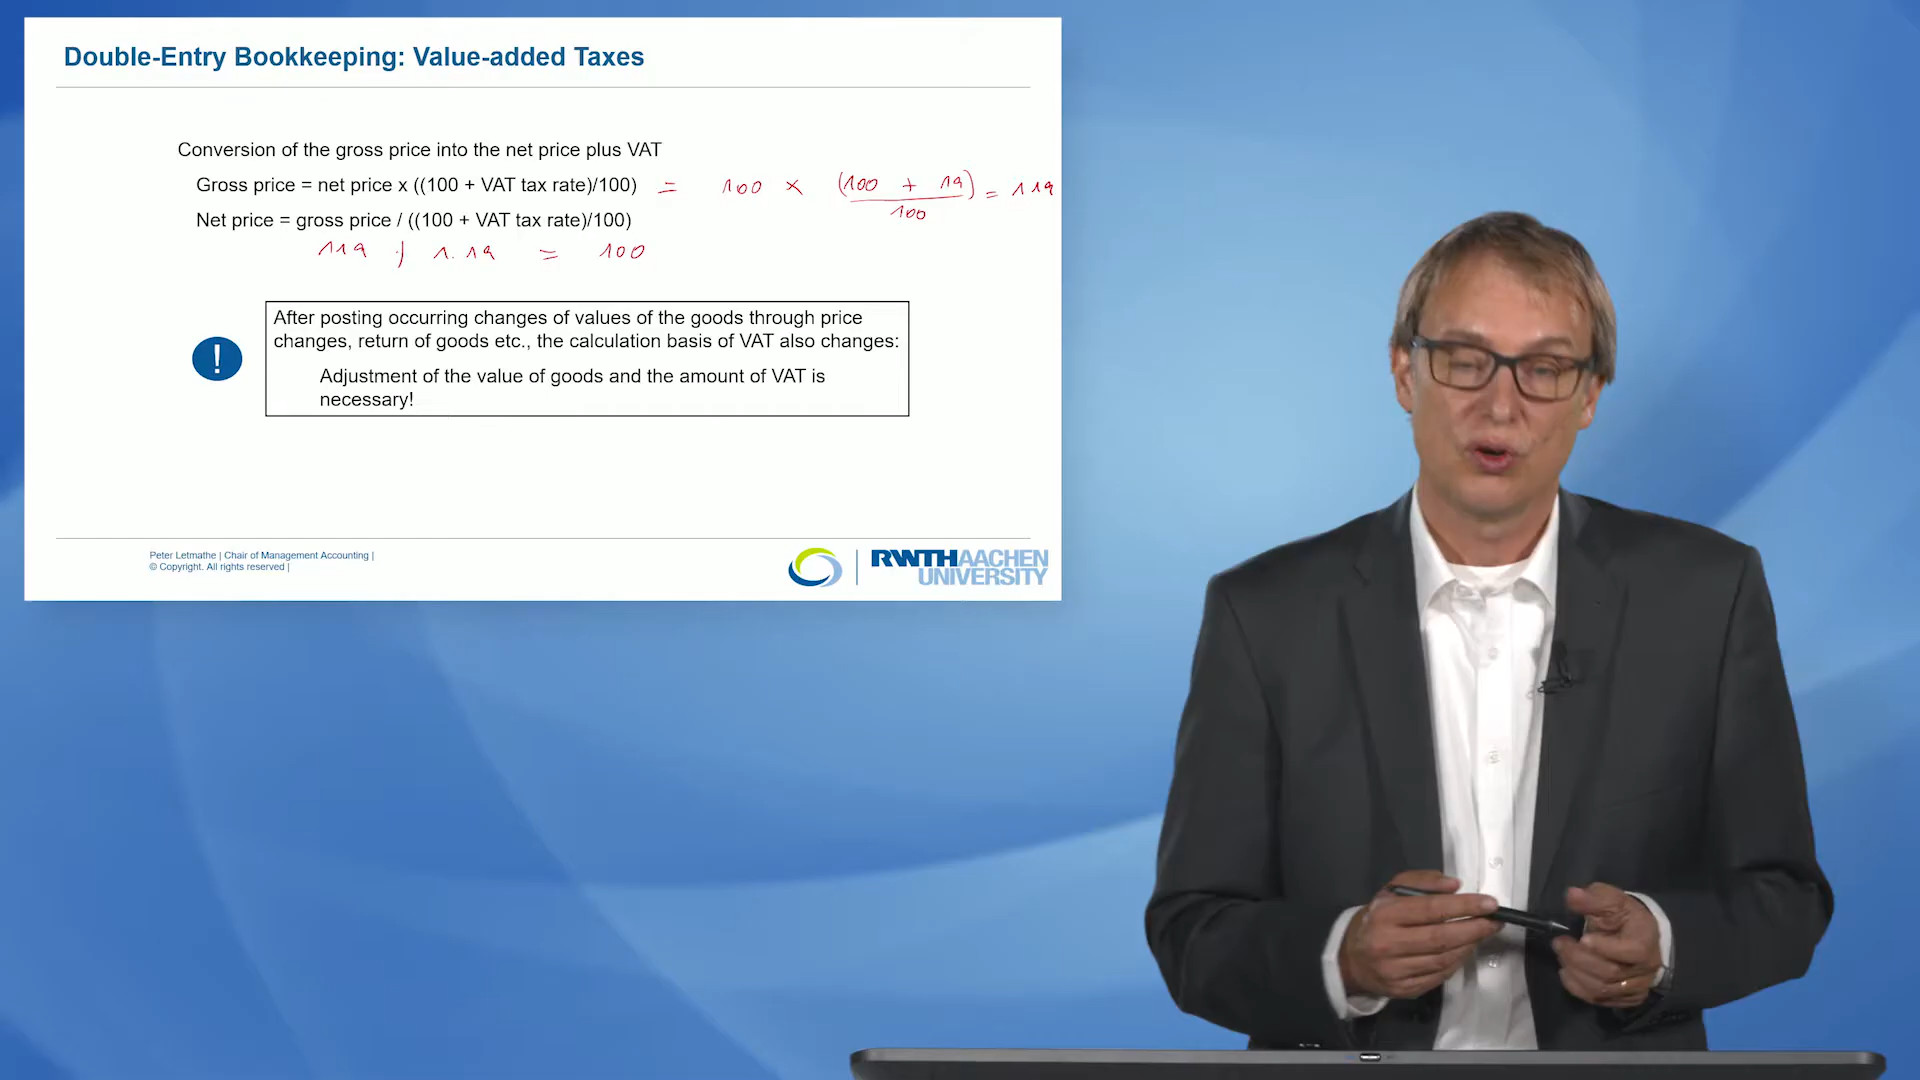 Double-Entry Bookkeeping: Value-added Taxes
Conversion of the gross price into the net price plus VAT
Gross price = net price x ((100 + VAT tax rate)/100) = 100 x (100 + 19) = 119
100
Net price = gross price / ((100 + VAT tax rate)/100)
119 / 1.19 = 100
!
After posting occurring changes of values of the goods through price
changes, return of goods etc., the calculation basis of VAT also changes:
Adjustment of the value of goods and the amount of VAT is
necessary!
Peter Letmathe | Chair of Management Accounting |
© Copyright. All rights reserved |
RWTH AACHEN
UNIVERSITY